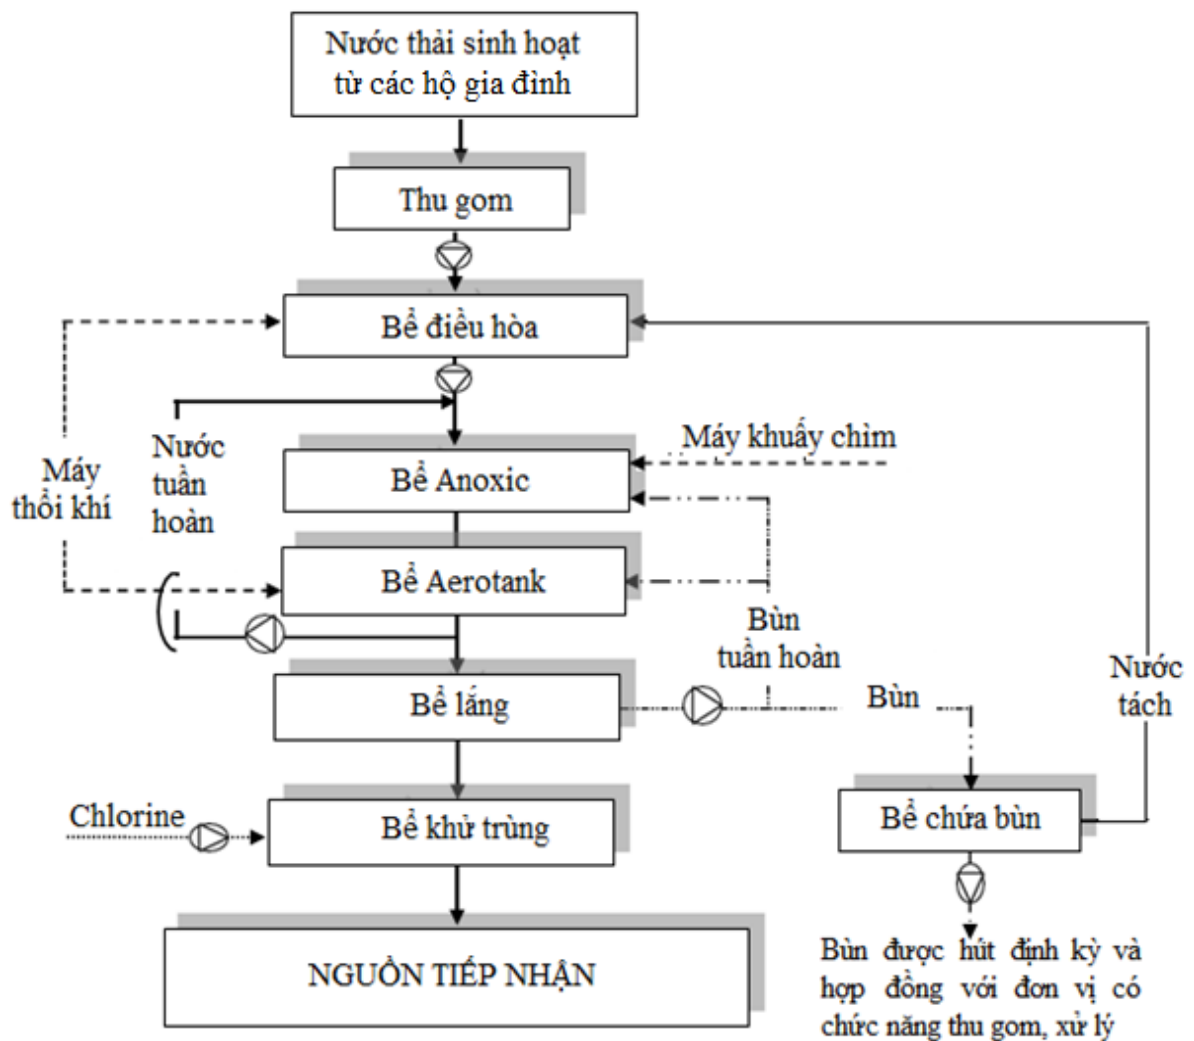 Nước thải sinh hoạt
từ các hộ gia đình
Thu gom
Bể điều hòa
Máy khuấy chìm
Nước
tuần
hoàn
Máy
thổi khí
Bể Anoxic
Bể Aerotank
Bùn
tuần hoàn
Nước
tách
Bể lắng
Bùn
Chlorine
Bể khử trùng
Bể chứa bùn
NGUỒN TIẾP NHẬN
Bùn được hút định kỳ và
hợp đồng với đơn vị có
chức năng thu gom, xử lý